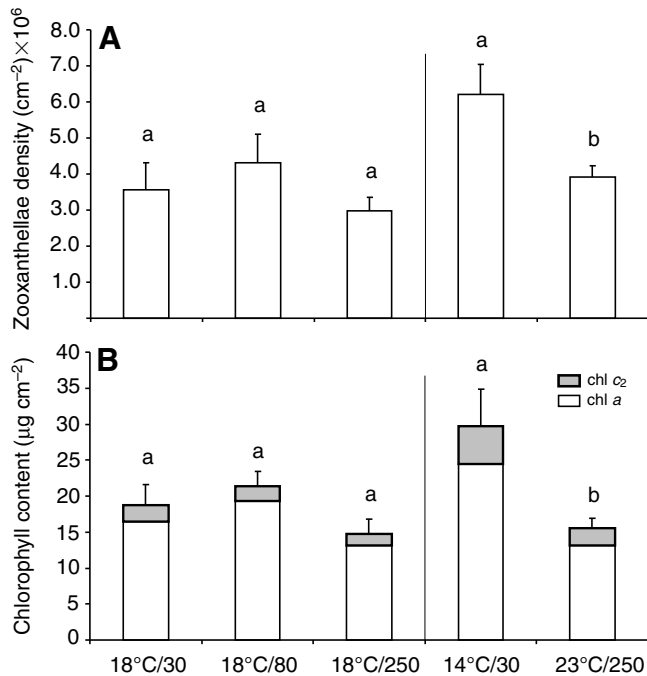 A
Zooxanthellae density (cm⁻²)×10⁶
8.0
7.0
6.0
5.0
4.0
3.0
2.0
1.0
a
a
a
a
b
B
Chlorophyll content (µg cm⁻²)
40
35
30
25
20
15
10
5
0
a
a
a
a
b
chl c₂
chl a
18°C/30 18°C/80 18°C/250 14°C/30 23°C/250